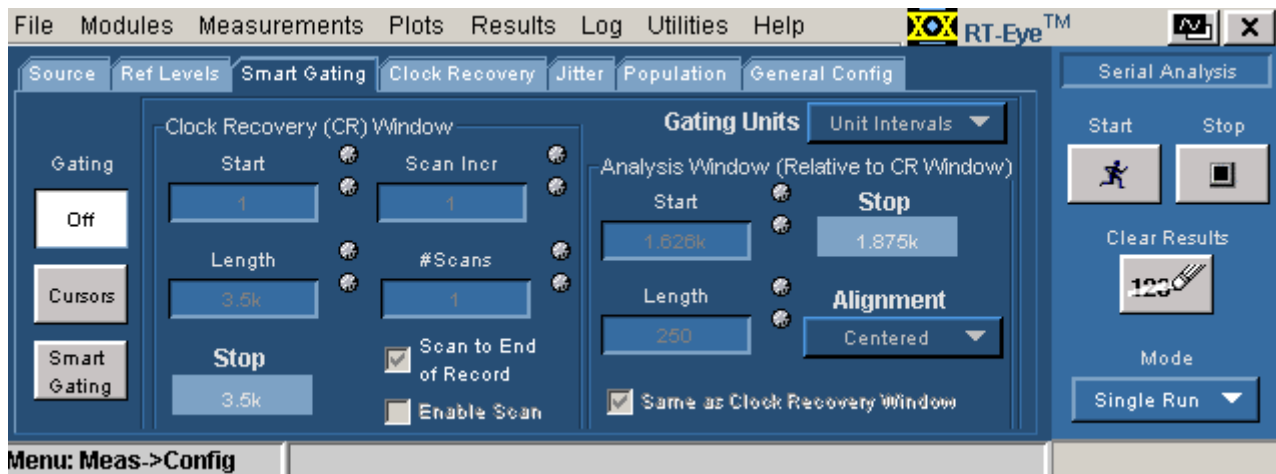 File Modules Measurements Plots Results Log Utilities Help RT-Eye TM
Source Ref Levels Smart Gating Clock Recovery Jitter Population General Config
Serial Analysis
Gating
Off
Cursors
Smart
Gating
Clock Recovery (CR) Window
Start
1
Scan Incr
1
Length
3.5k
#Scans
1
Stop
3.5k
Scan to End
of Record
Enable Scan
Gating Units Unit Intervals
Analysis Window (Relative to CR Window)
Start
1.626k
Stop
1.875k
Length
250
Alignment
Centered
Same as Clock Recovery Window
Start Stop
Clear Results
123
Mode
Single Run
Menu: Meas->Config